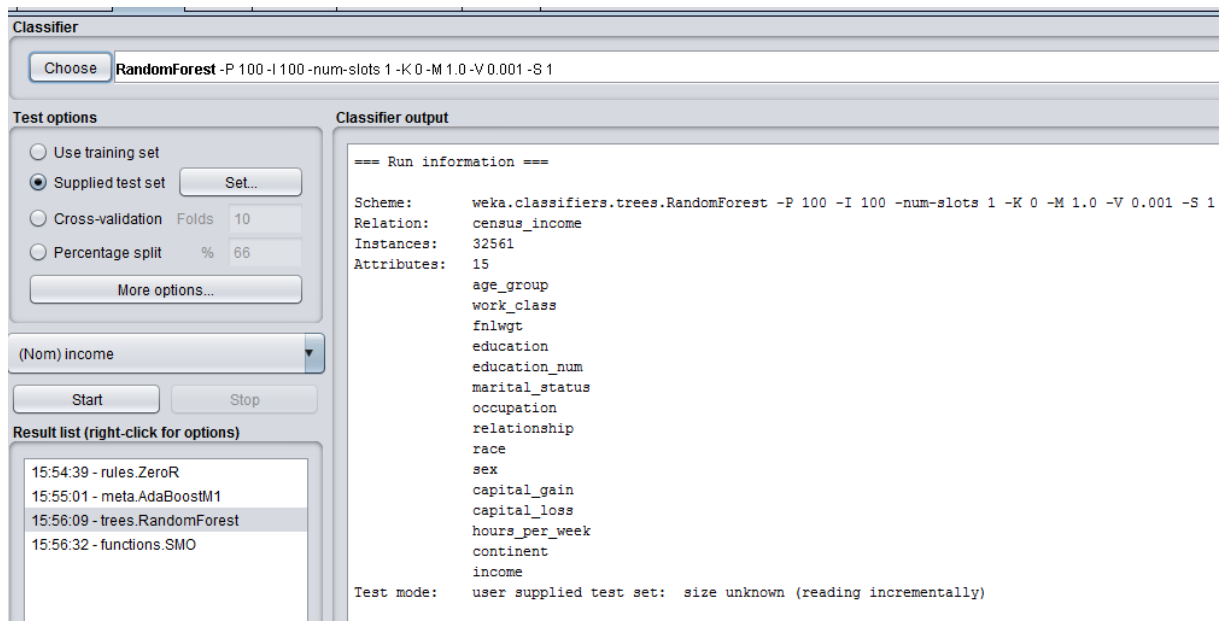 Classifier
Choose RandomForest -P 100 -I 100 -num-slots 1 -K 0 -M 1.0 -V 0.001 -S 1
Test options
Use training set
Supplied test set Set...
Cross-validation Folds 10
Percentage split % 66
More options...
(Nom) income
Start Stop
Result list (right-click for options)
15:54:39 - rules.ZeroR
15:55:01 - meta.AdaBoostM1
15:56:09 - trees.RandomForest
15:56:32 - functions.SMO
Classifier output
=== Run information ===
Scheme: weka.classifiers.trees.RandomForest -P 100 -I 100 -num-slots 1 -K 0 -M 1.0 -V 0.001 -S 1
Relation: census_income
Instances: 32561
Attributes: 15
age_group
work_class
fnlwgt
education
education_num
marital_status
occupation
relationship
race
sex
capital_gain
capital_loss
hours_per_week
continent
income
Test mode: user supplied test set: size unknown (reading incrementally)